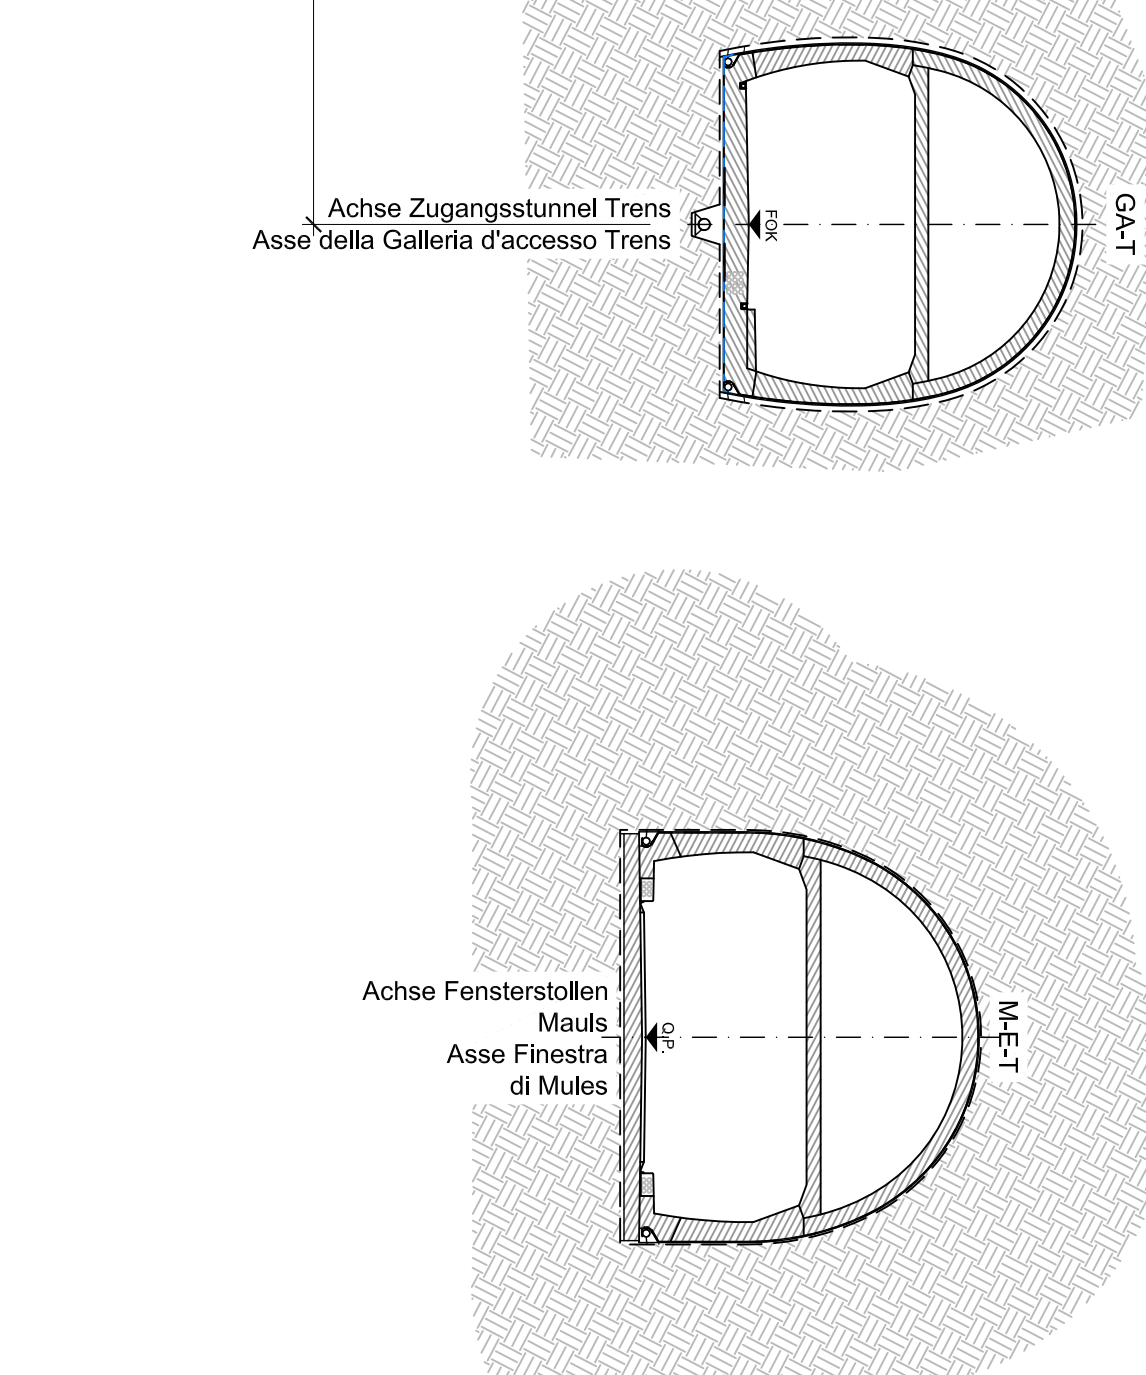 Achse Zugangsstunnel Trens
Asse della Galleria d'accesso Trens
FOK
GA-T
Achse Fensterstollen
Mauls
Asse Finestra
di Mules
Q.P.
M-E-T